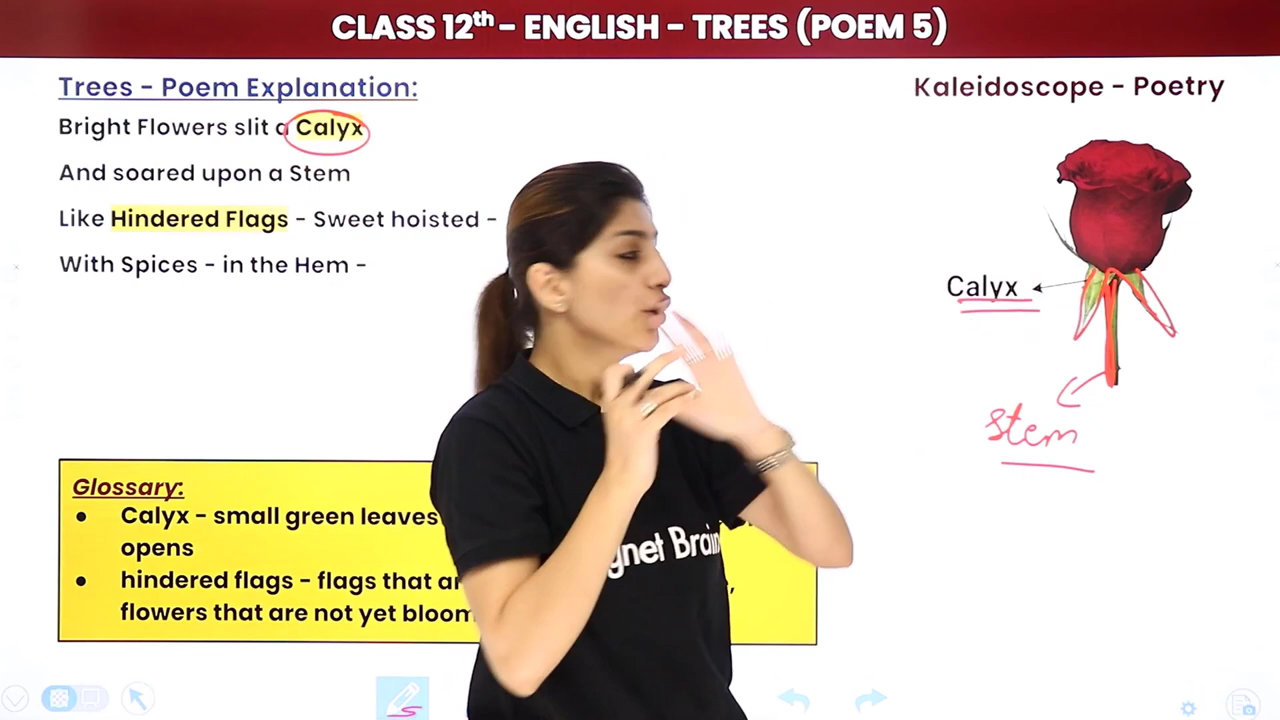 CLASS 12th - ENGLISH - TREES (POEM 5)
Trees - Poem Explanation:
Kaleidoscope - Poetry
Bright Flowers slit a Calyx
And soared upon a Stem
Like Hindered Flags - Sweet hoisted -
With Spices - in the Hem -
Calyx
Stem
Glossary:
Calyx - small green leaves
opens
hindered flags - flags that
flowers that are not yet
gnet Brain